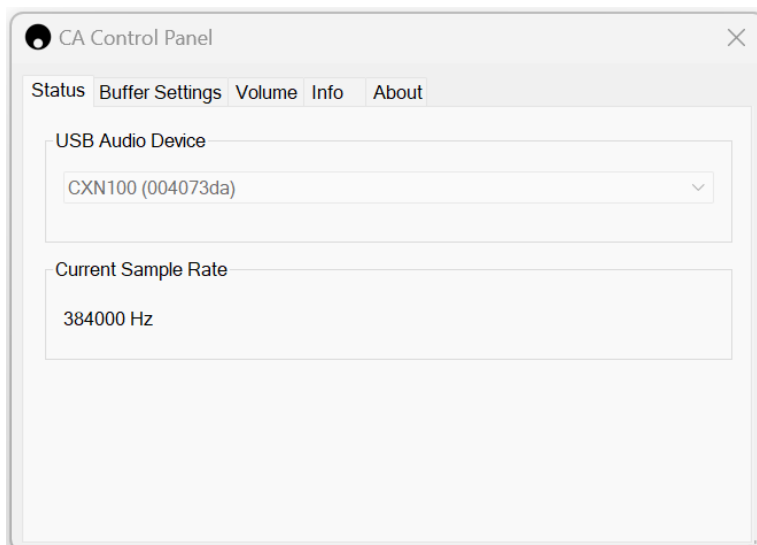 CA Control Panel
Status Buffer Settings Volume Info About
USB Audio Device
CXN100 (004073da)
Current Sample Rate
384000 Hz